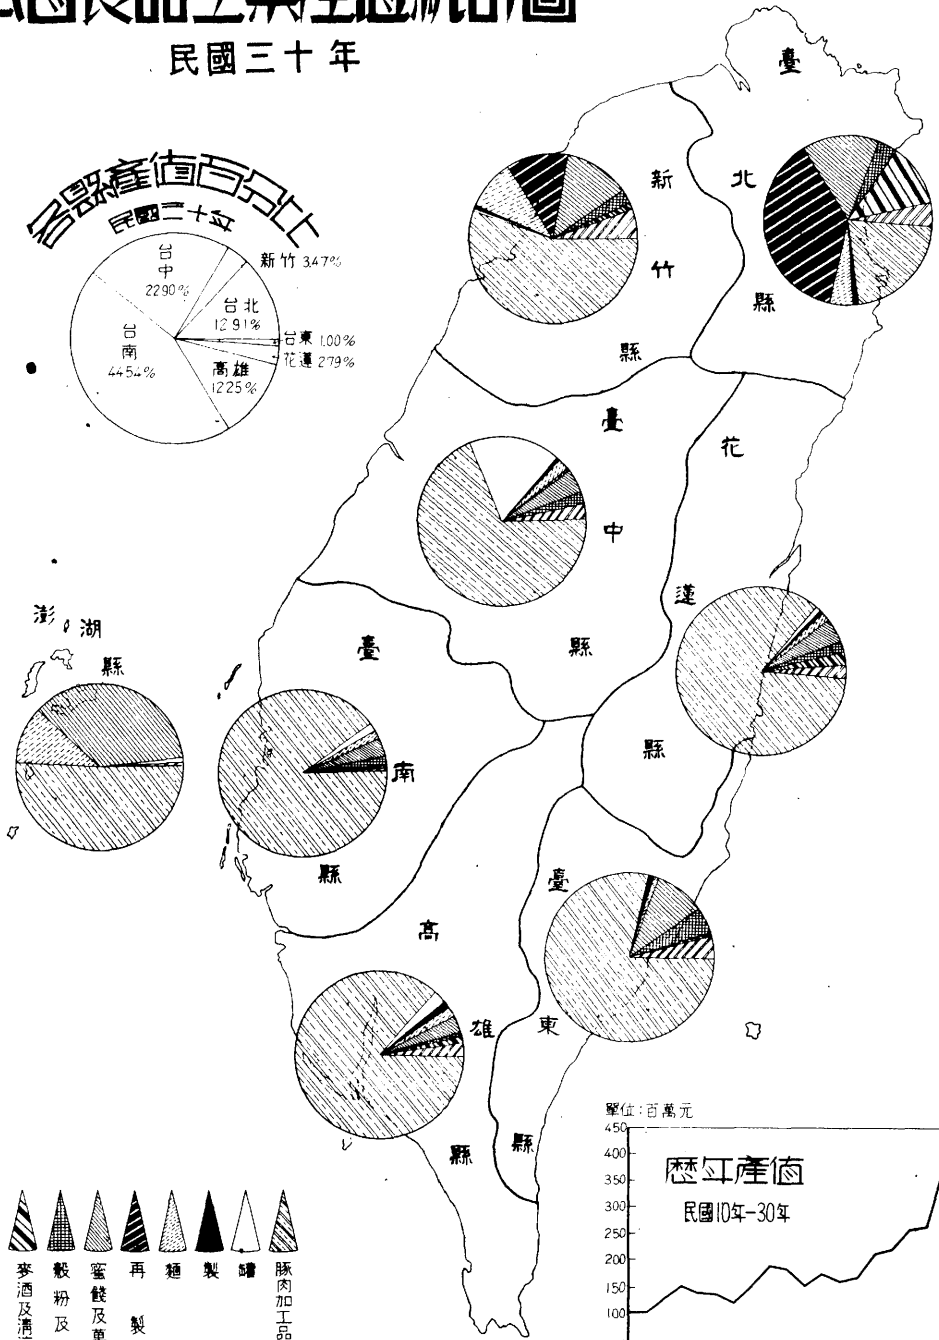 民國三十年
各縣產值百分比
民國三十年
台中
22.90%
新竹 3.47%
台北
12.91%
台東 1.00%
花蓮 2.79%
高雄
12.25%
台南
44.54%
臺北縣
新竹縣
臺中縣
花蓮縣
澎湖縣
臺南縣
臺東縣
高雄縣
單位:百萬元
450
400
350
300
250
200
150
100
歷年產值
民國10年-30年
麥酒及清
穀粉及
蜜餞及
再製
麵
製
罐
豚肉加工品